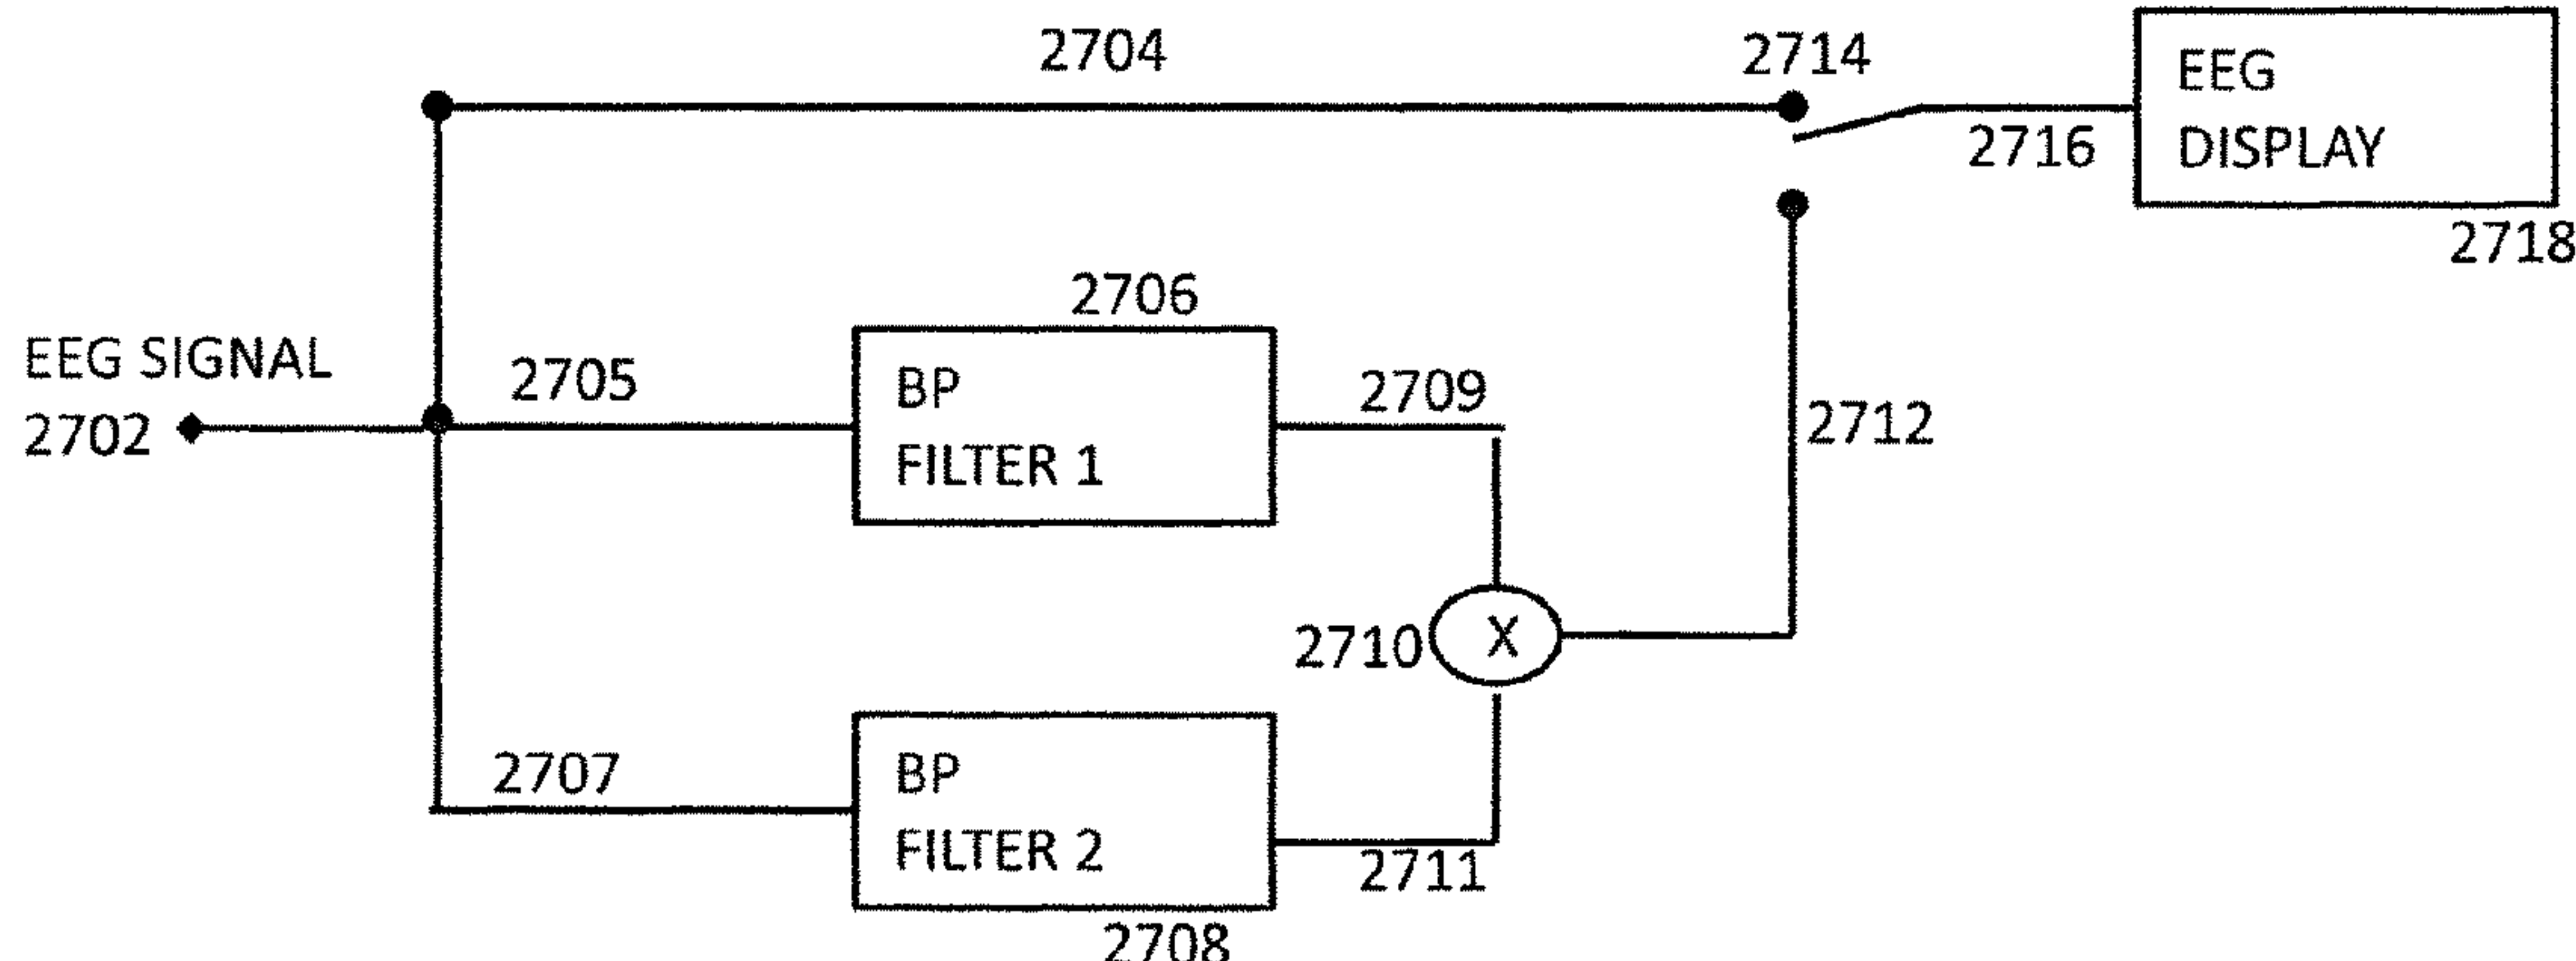 2704
2714
EEG
DISPLAY
2716
2718
2706
EEG SIGNAL
2702
2705
BP
FILTER 1
2709
2712
2710
X
2707
BP
FILTER 2
2711
2708